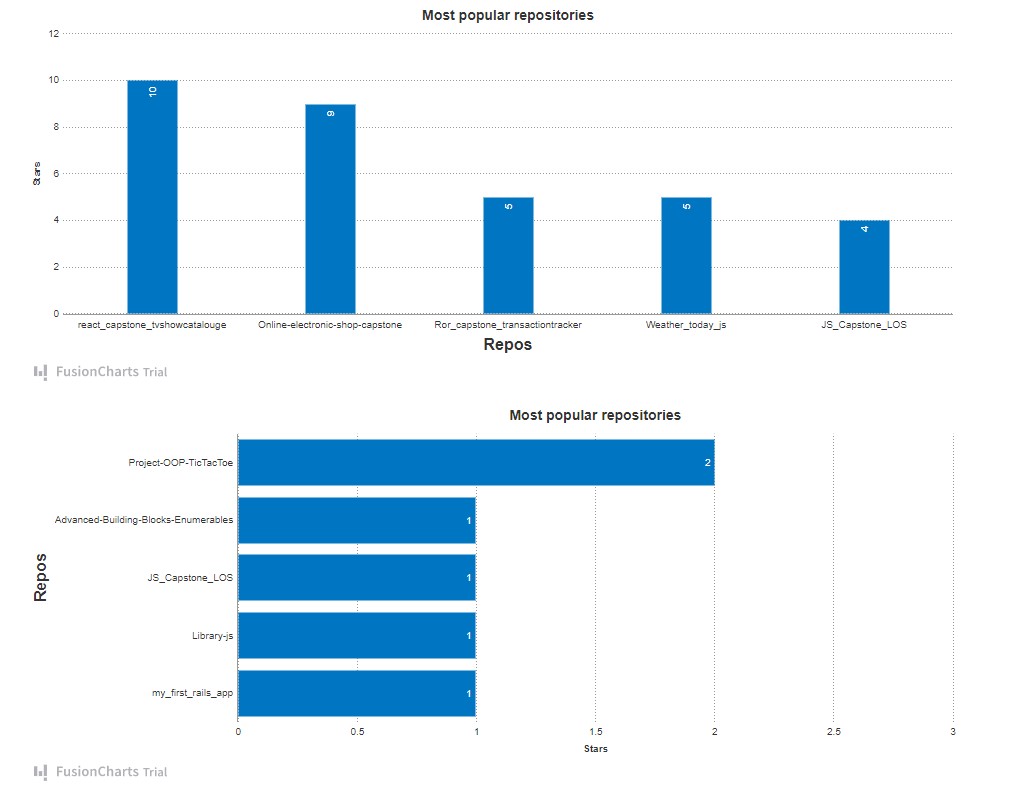 Most popular repositories
12
10
8
6
4
2
0
Stars
10
9
5
5
4
react_capstone_tvshowcatalouge
Online-electronic-shop-capstone
Ror_capstone_transactiontracker
Weather_today_js
JS_Capstone_LOS
Repos
FusionCharts Trial
Most popular repositories
Repos
Project-OOP-TicTacToe 2
Advanced-Building-Blocks-Enumerables 1
JS_Capstone_LOS 1
Library-js 1
my_first_rails_app 1
0 0.5 1 1.5 2 2.5 3
Stars
FusionCharts Trial